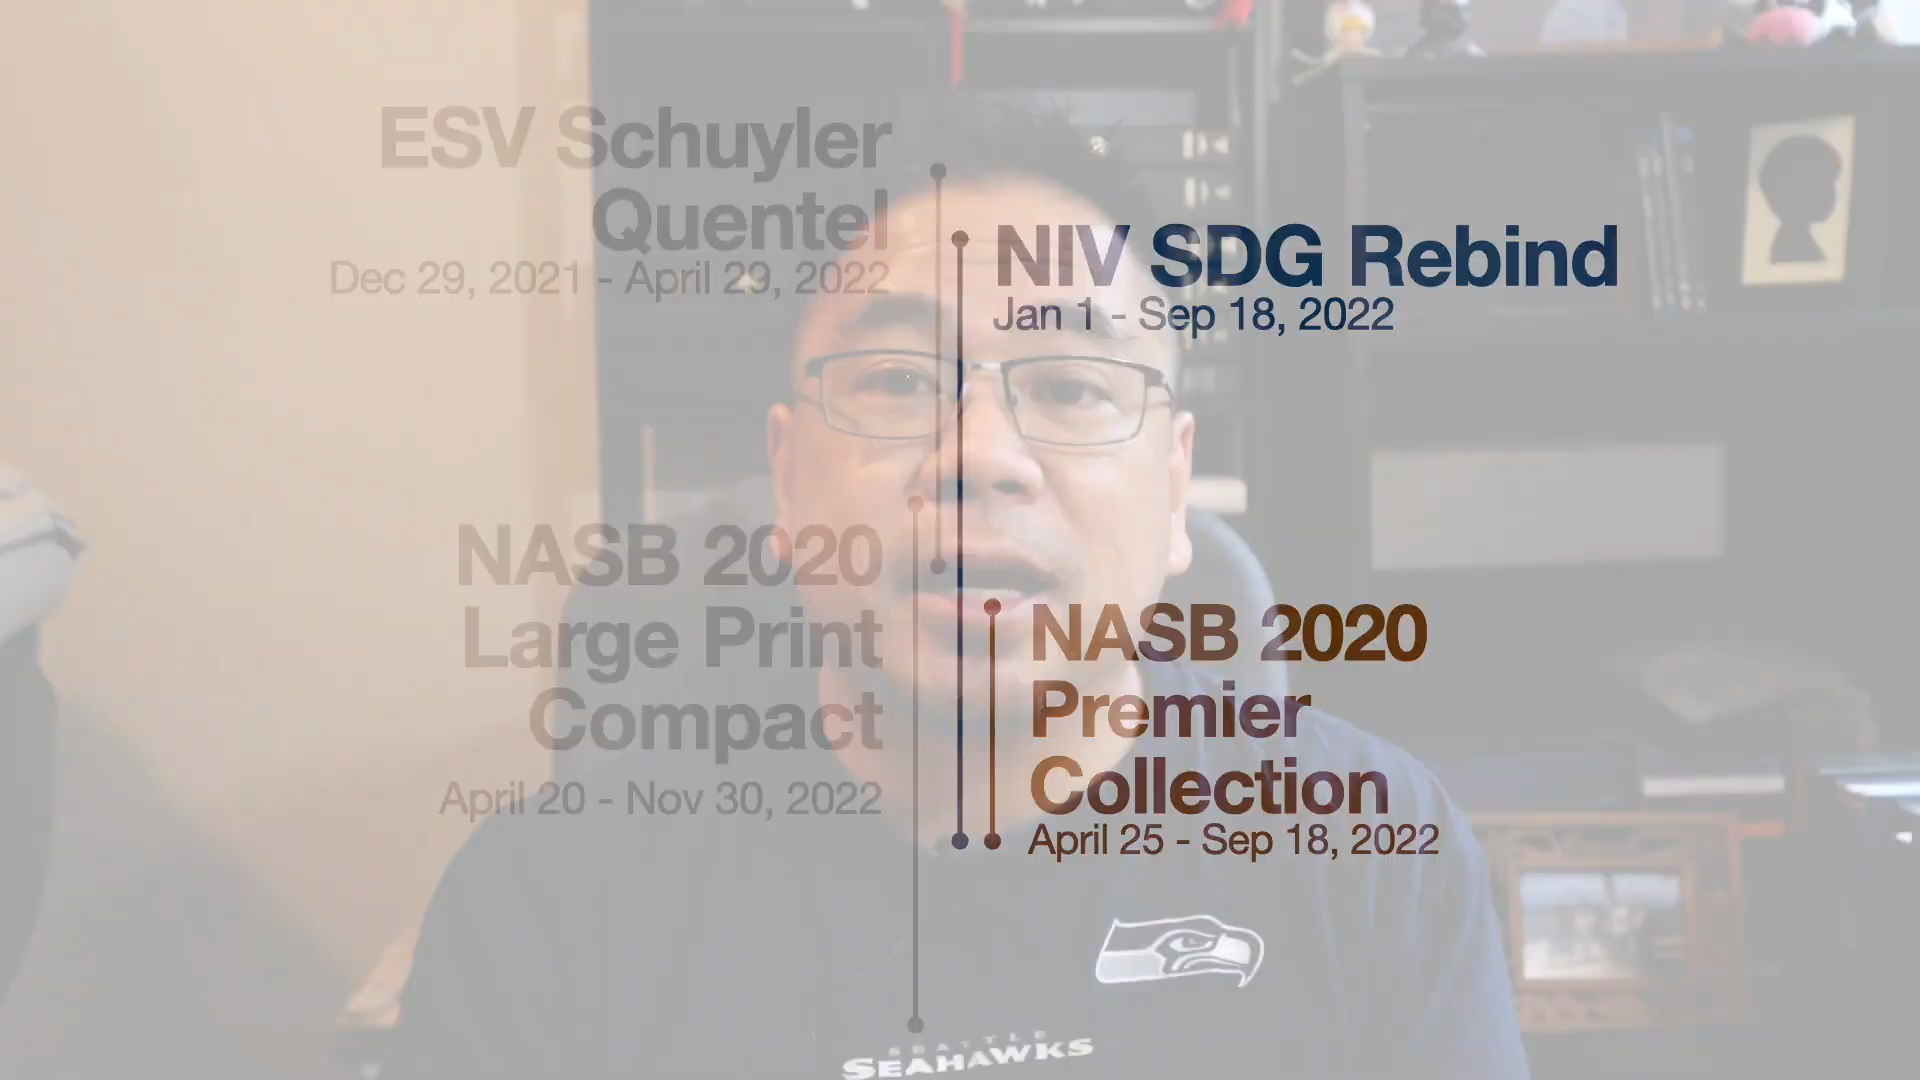 ESV Schuyler
Quentel
Dec 29, 2021 - April 29, 2022
NIV SDG Rebind
Jan 1 - Sep 18, 2022
NASB 2020
Large Print
Compact
April 20 - Nov 30, 2022
NASB 2020
Premier
Collection
April 25 - Sep 18, 2022
SEATTLE
SEAHAWKS